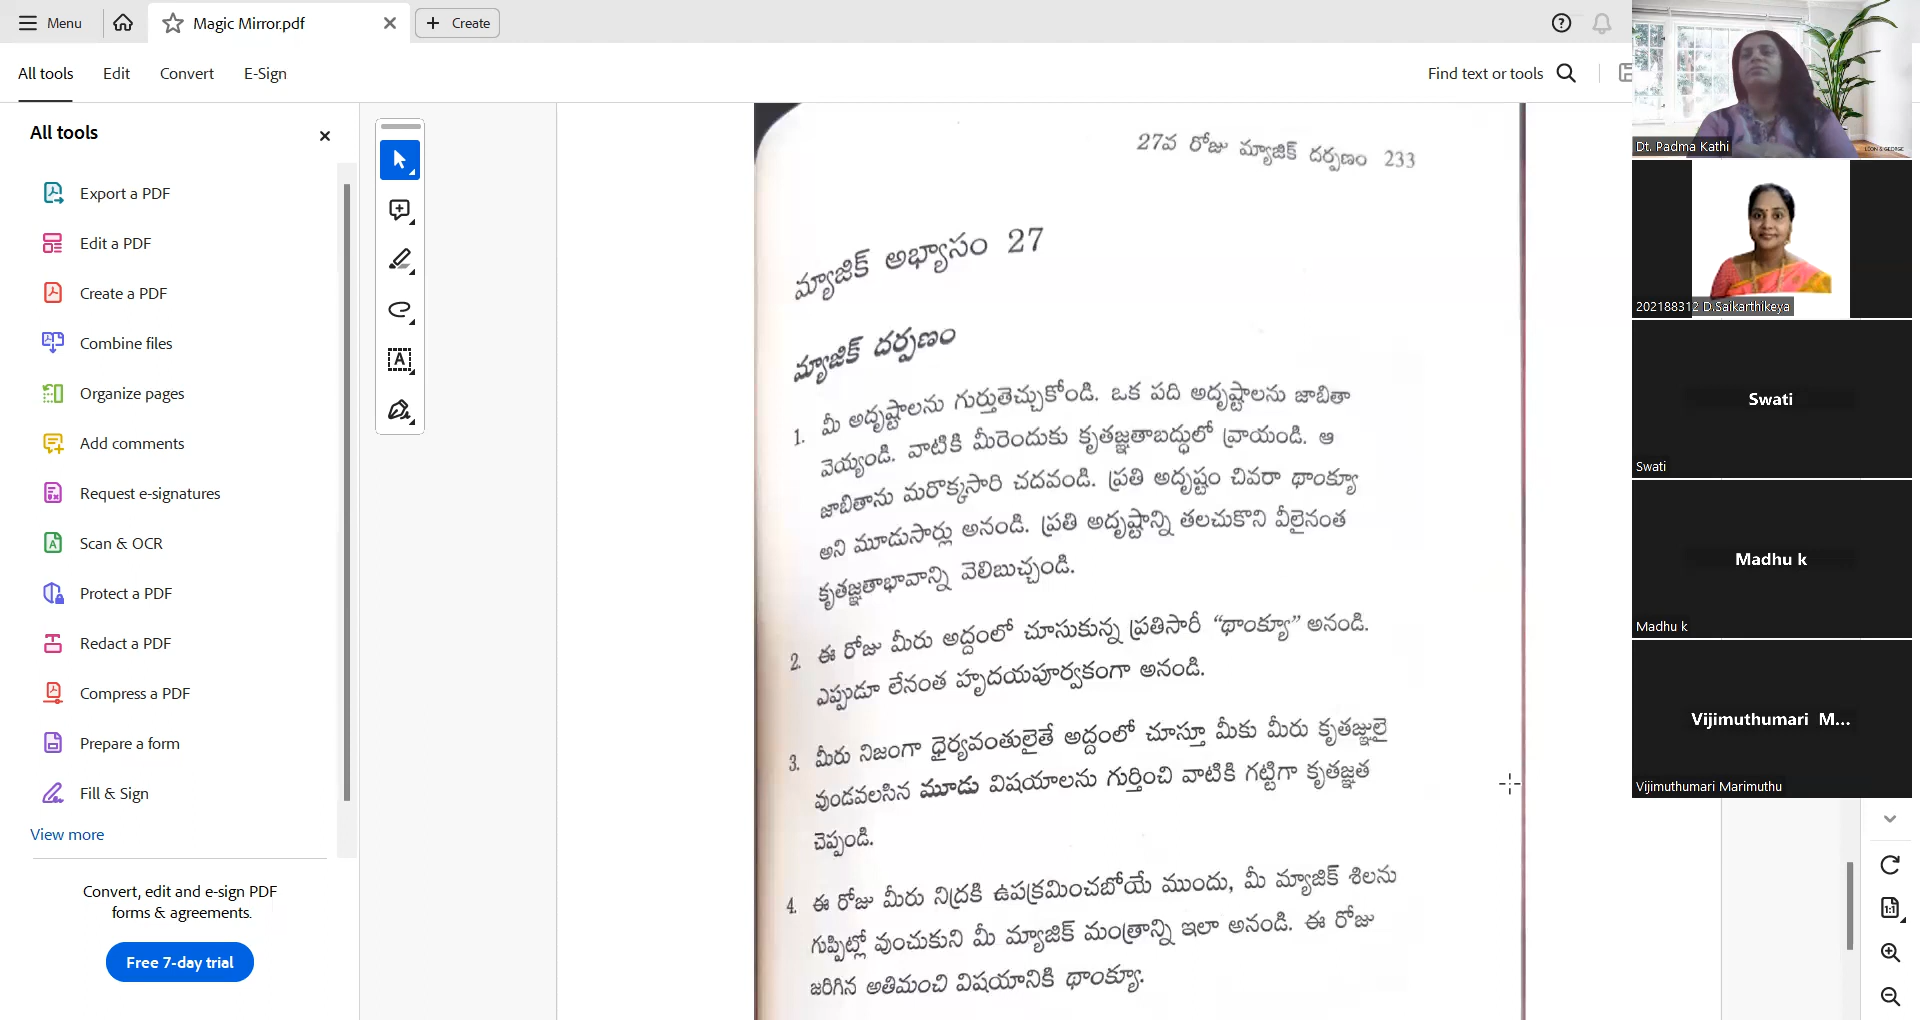 Menu
Magic Mirror.pdf
Create
All tools
Edit
Convert
E-Sign
Find text or tools
All tools
Export a PDF
Edit a PDF
Create a PDF
Combine files
Organize pages
Add comments
Request e-signatures
Scan & OCR
Protect a PDF
Redact a PDF
Compress a PDF
Prepare a form
Fill & Sign
View more
Convert, edit and e-sign PDF
forms & agreements.
Free 7-day trial
27వ రోజు మ్యాజిక్ దర్పణం 233
మ్యాజిక్ అభ్యాసం 27
మ్యాజిక్ దర్పణం
1. మీ అదృష్టాలను గుర్తుతెచ్చుకోండి. ఒక పది అదృష్టాలను జాబితా
వెయ్యండి. వాటికి మీరెందుకు కృతజ్ఞతాబద్ధులో వ్రాయండి. ఆ
జాబితాను మరొక్కసారి చదవండి. ప్రతి అదృష్టం చివరా థాంక్యూ
అని మూడుసార్లు అనండి. ప్రతి అదృష్టాన్ని తలచుకొని వీలైనంత
కృతజ్ఞతాభావాన్ని వెలిబుచ్చండి.
2. ఈ రోజు మీరు అద్దంలో చూసుకున్న ప్రతిసారీ “థాంక్యూ” అనండి.
ఎప్పుడూ లేనంత హృదయపూర్వకంగా అనండి.
3. మీరు నిజంగా ధైర్యవంతులైతే అద్దంలో చూస్తూ మీకు మీరు కృతజ్ఞులై
వుండవలసిన మూడు విషయాలను గుర్తించి వాటికి గట్టిగా కృతజ్ఞత
చెప్పండి.
4. ఈ రోజు మీరు నిద్రకి ఉపక్రమించబోయే ముందు, మీ మ్యాజిక్ శిలను
గుప్పిట్లో వుంచుకుని మీ మ్యాజిక్ మంత్రాన్ని ఇలా అనండి. ఈ రోజు
జరిగిన అతిమంచి విషయానికి థాంక్యూ.
LEON & GEORGE
Dt. Padma Kathi
202188312 D.Saikarthikeya
Swati
Swati
Madhu k
Madhu k
Vijimuthumari M...
Vijimuthumari Marimuthu
1:1